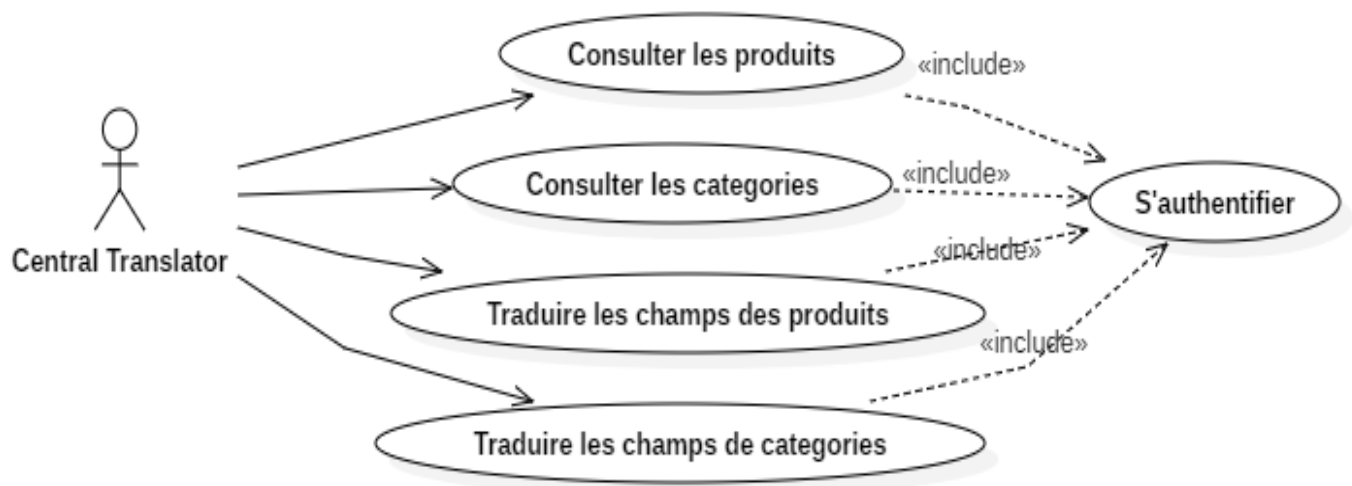 Consulter les produits
«include»
Consulter les categories
«include»
S'authentifier
Central Translator
«include»
Traduire les champs des produits
«include»
Traduire les champs de categories